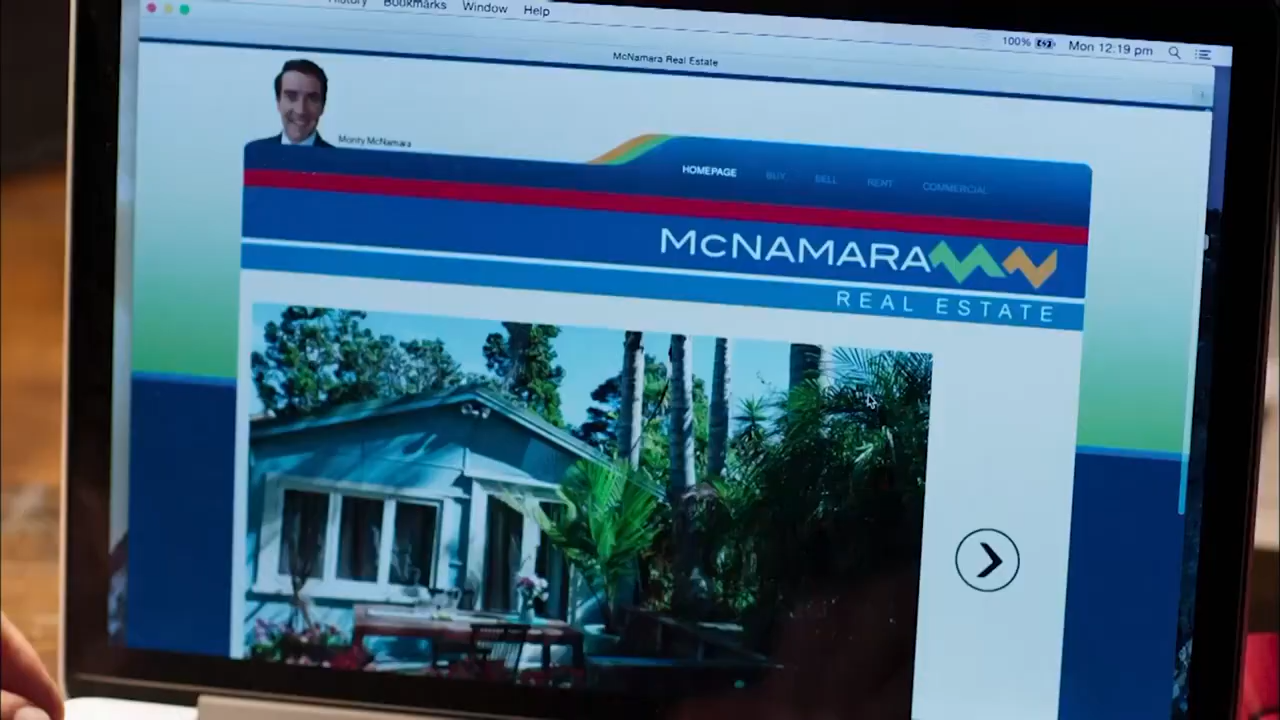 History Bookmarks Window Help
100% Mon 12:19 pm
McNamara Real Estate
Monty McNamara
HOMEPAGE BUY SELL RENT COMMERCIAL
McNAMARA
REAL ESTATE